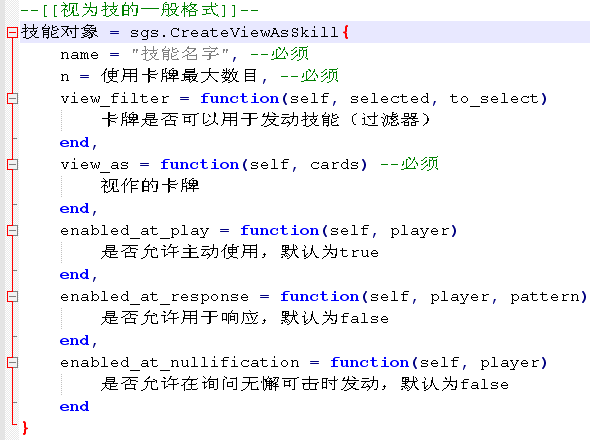 --[[视为技的一般格式]]--
技能对象 = sgs.CreateViewAsSkill{
name = "技能名字", --必须
n = 使用卡牌最大数目, --必须
view_filter = function(self, selected, to_select)
卡牌是否可以用于发动技能（过滤器）
end,
view_as = function(self, cards) --必须
视作的卡牌
end,
enabled_at_play = function(self, player)
是否允许主动使用，默认为true
end,
enabled_at_response = function(self, player, pattern)
是否允许用于响应，默认为false
end,
enabled_at_nullification = function(self, player)
是否允许在询问无懈可击时发动，默认为false
end
}